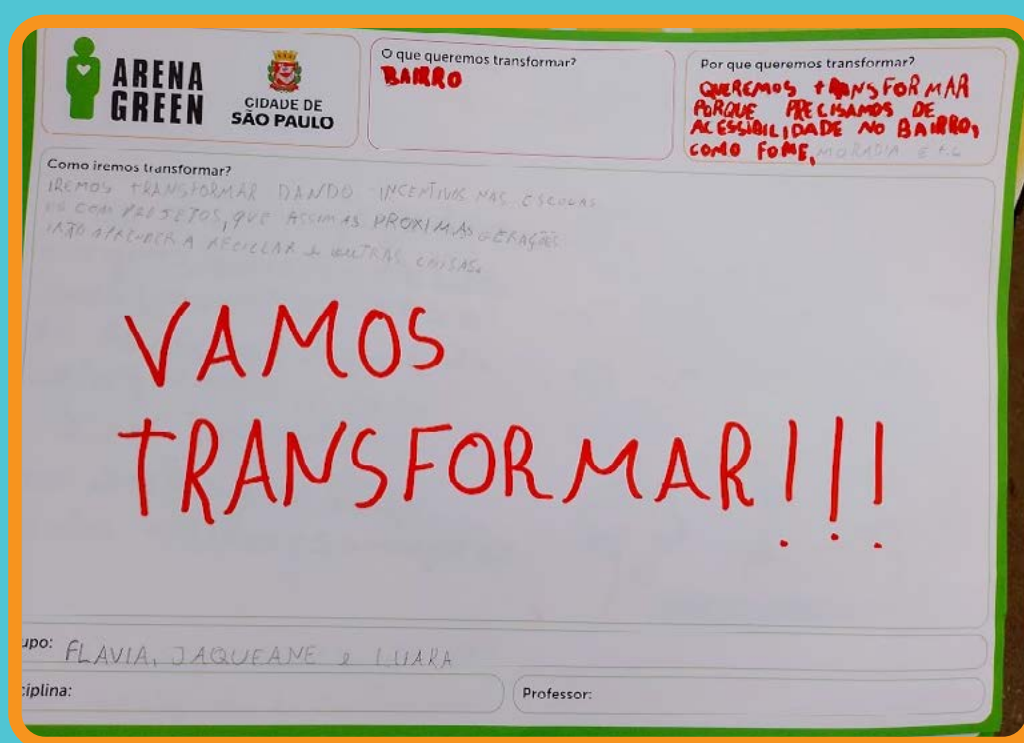 ARENA
GREEN
CIDADE DE
SÃO PAULO
O que queremos transformar?
BAIRRO
Por que queremos transformar?
QUEREMOS TRANSFORMAR
PORQUE PRECISAMOS DE
ACESSIBILIDADE NO BAIRRO,
COMO FOME, MORADIA E
Como iremos transformar?
IREMOS TRANSFORMAR DANDO INCENTIVOS NAS ESCOLAS
COM PROJETOS, QUE ASSIM AS PROXIMAS GERAÇÕES
IRÃO APRENDER A RECICLAR e OUTRAS COISAS.
VAMOS
TRANSFORMAR!!!
upo: FLAVIA, JAQUEANE e LUARA
iplina:
Professor: